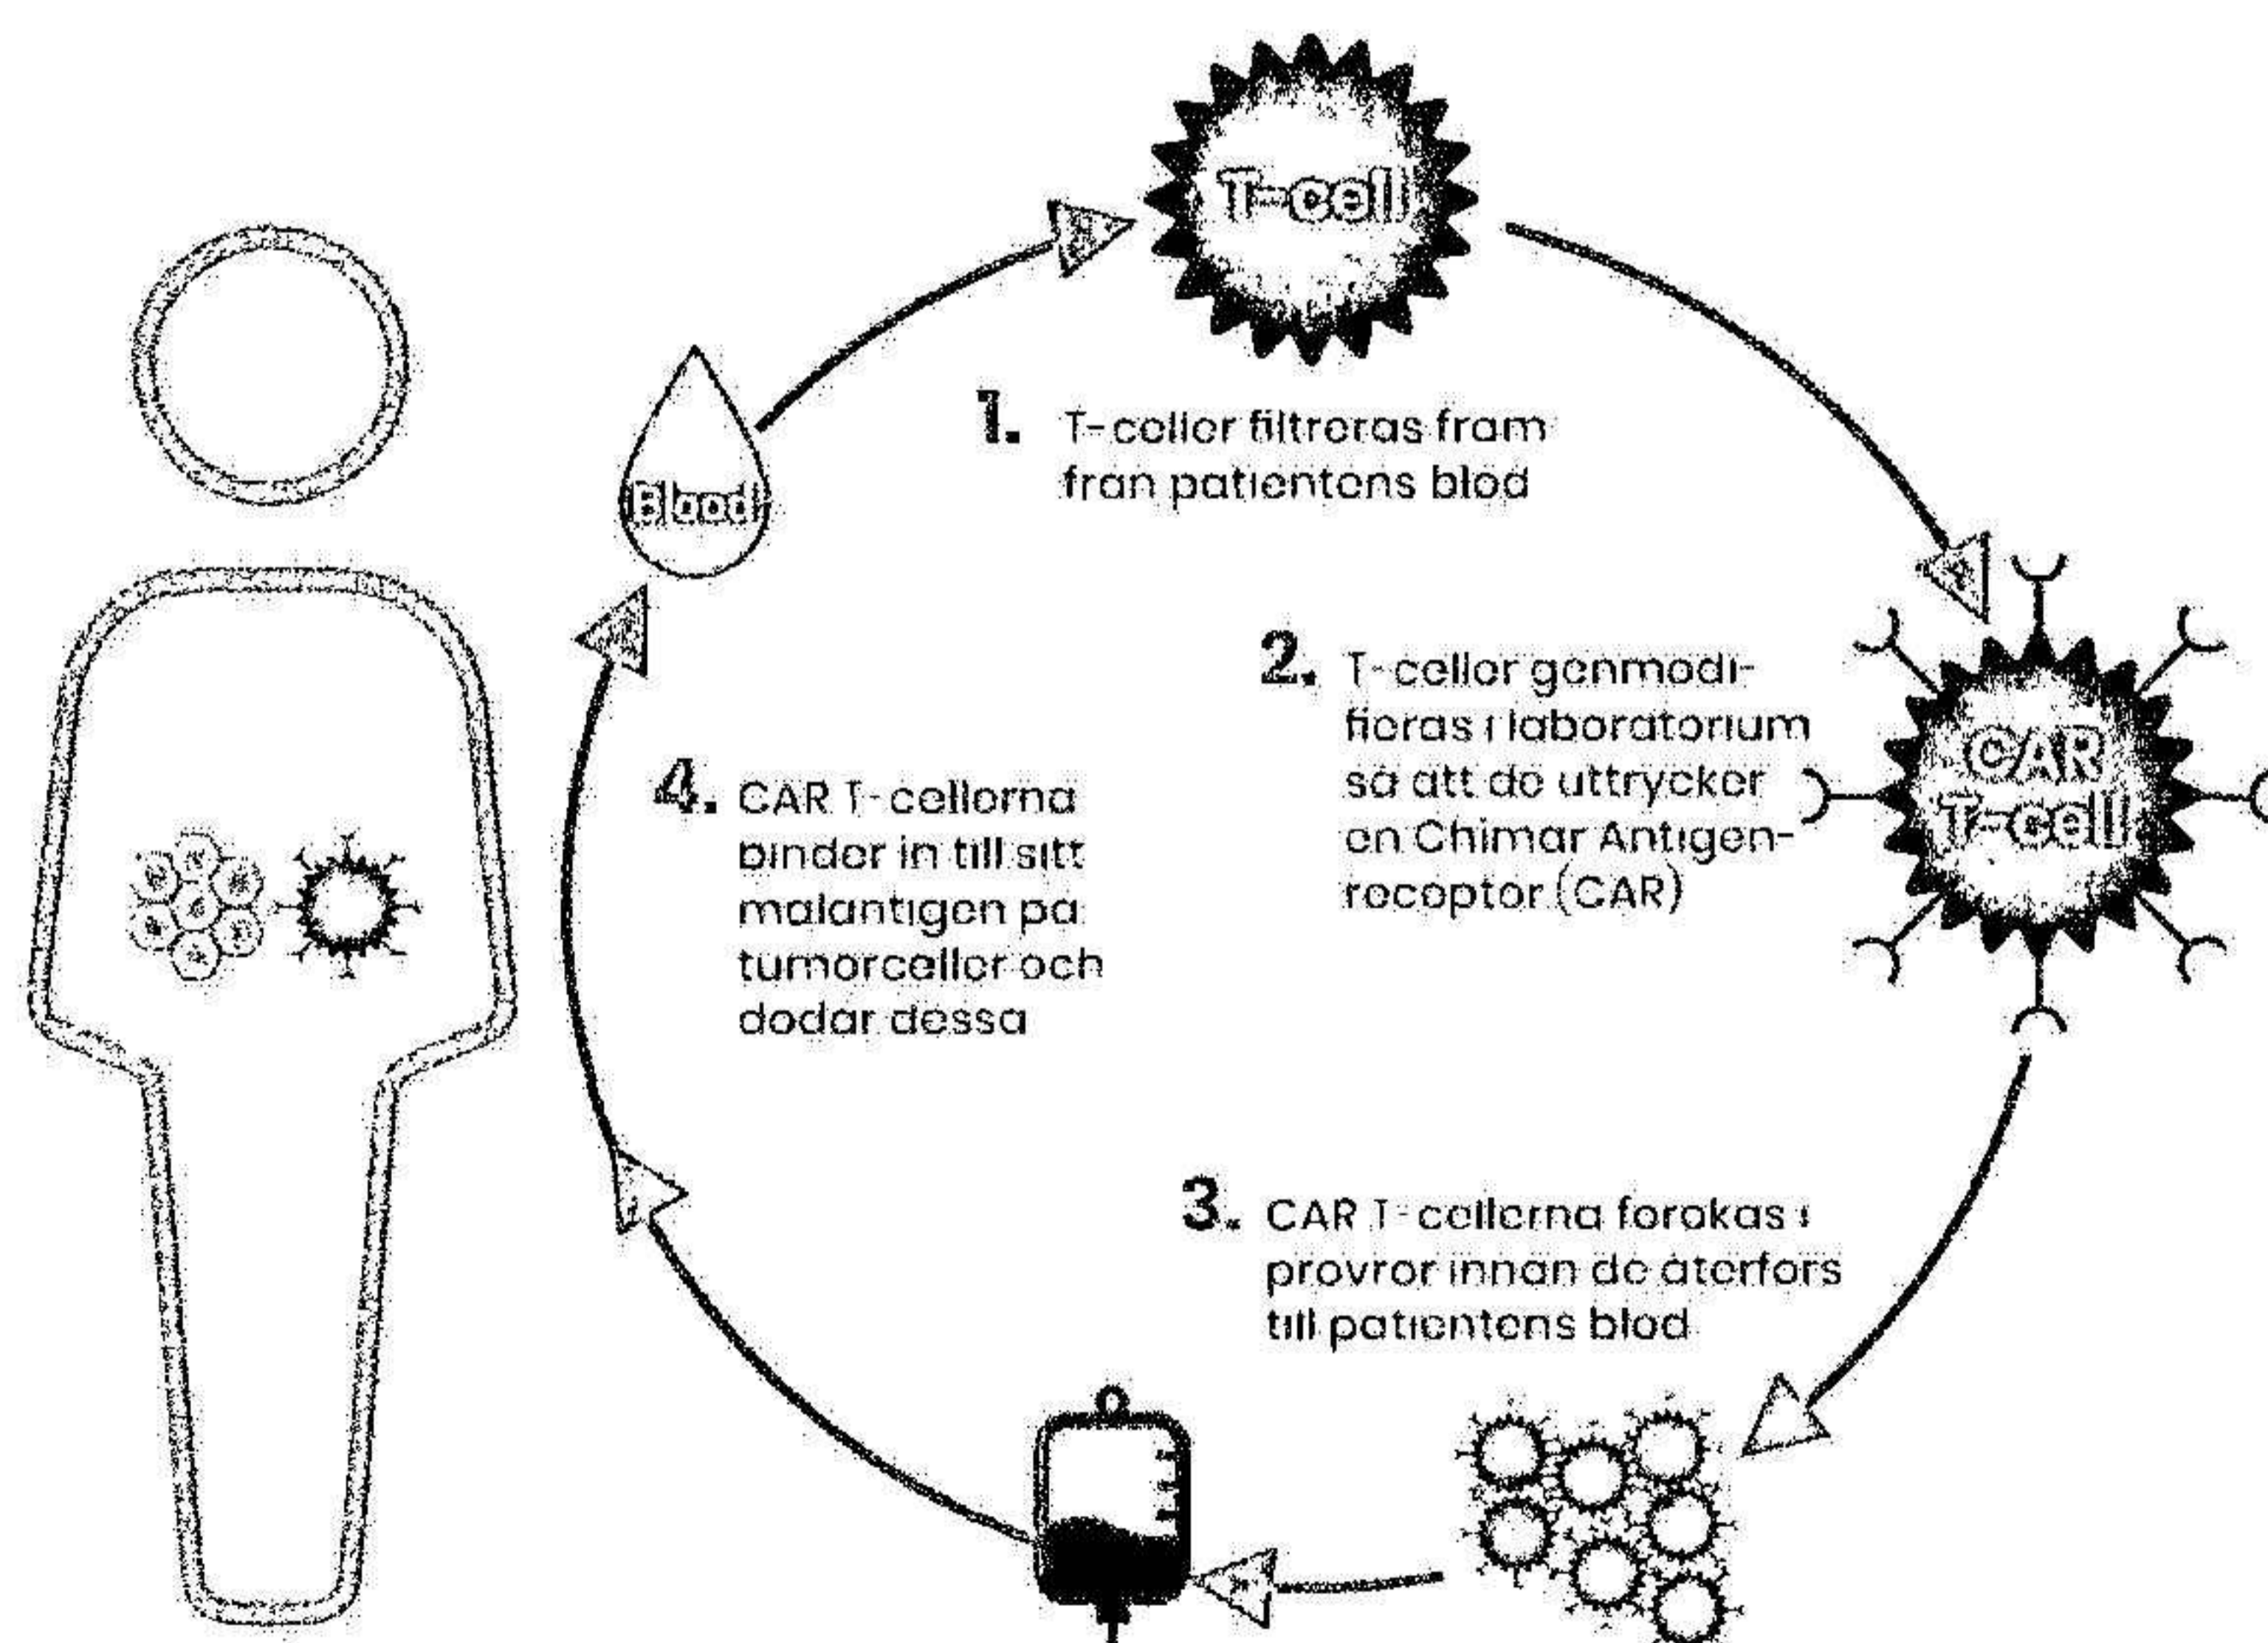 T-cell
Blood
1. T-celler filtreras fram
från patientens blod
2. T-celler genmodi-
fieras i laboratorium
så att de uttrycker
en Chimär Antigen-
receptor (CAR)
CAR
T-cell
4. CAR T-cellerna
binder in till sitt
målantigen på
tumörceller och
dödar dessa
3. CAR T-cellerna förökas i
provrör innan de återförs
till patientens blod